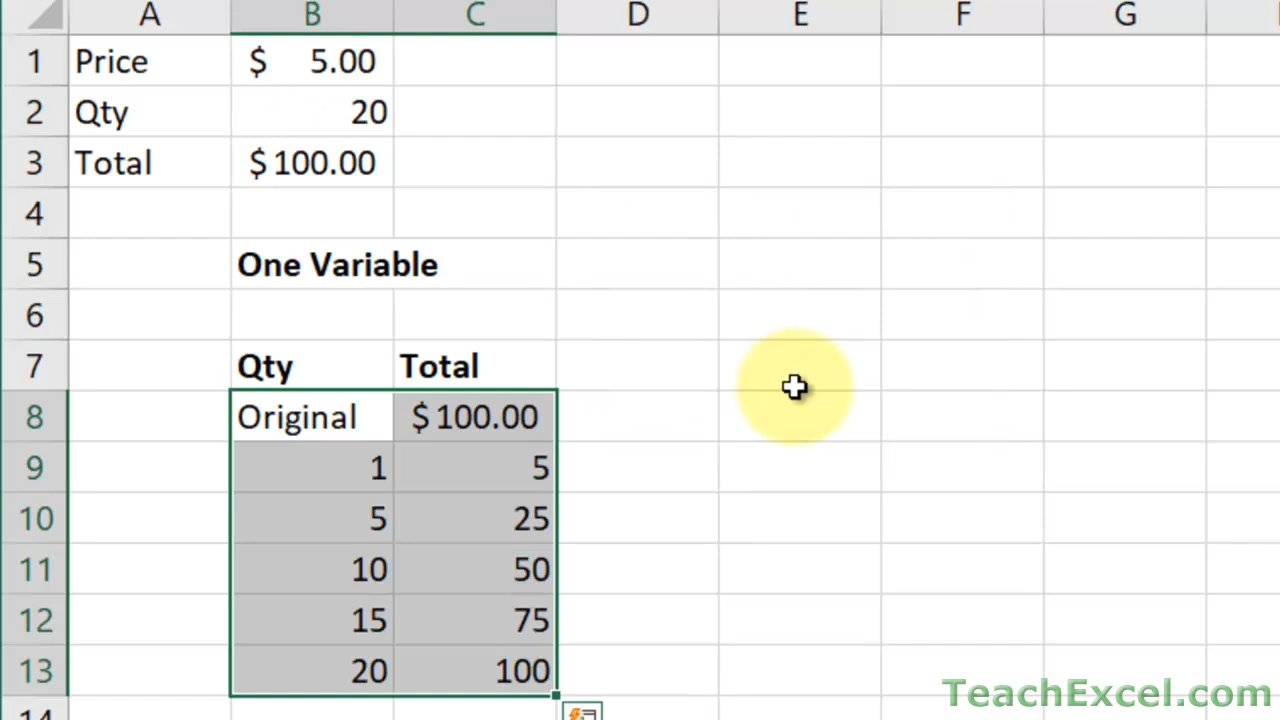 A B C D E F G
1 Price $ 5.00
2 Qty 20
3 Total $ 100.00
4
5 One Variable
6
7 Qty Total
8 Original $ 100.00
9 1 5
10 5 25
11 10 50
12 15 75
13 20 100
TeachExcel.com